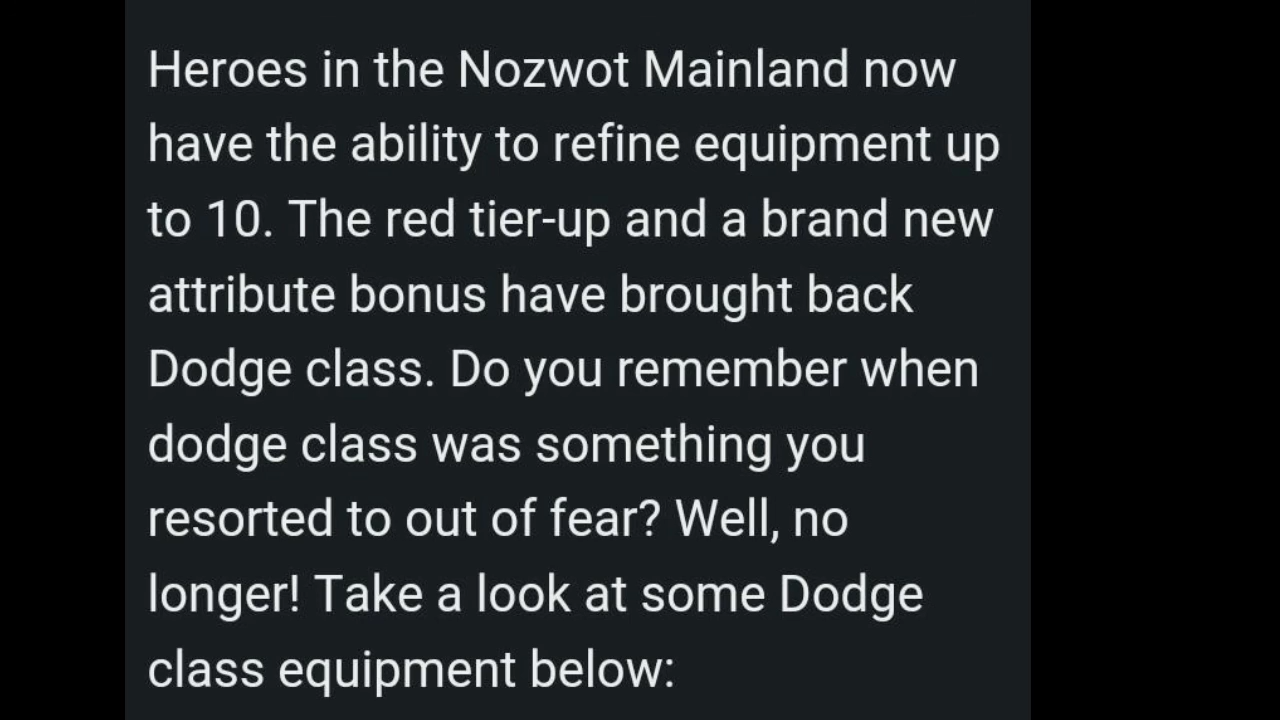 Heroes in the Nozwot Mainland now
have the ability to refine equipment up
to 10. The red tier-up and a brand new
attribute bonus have brought back
Dodge class. Do you remember when
dodge class was something you
resorted to out of fear? Well, no
longer! Take a look at some Dodge
class equipment below: